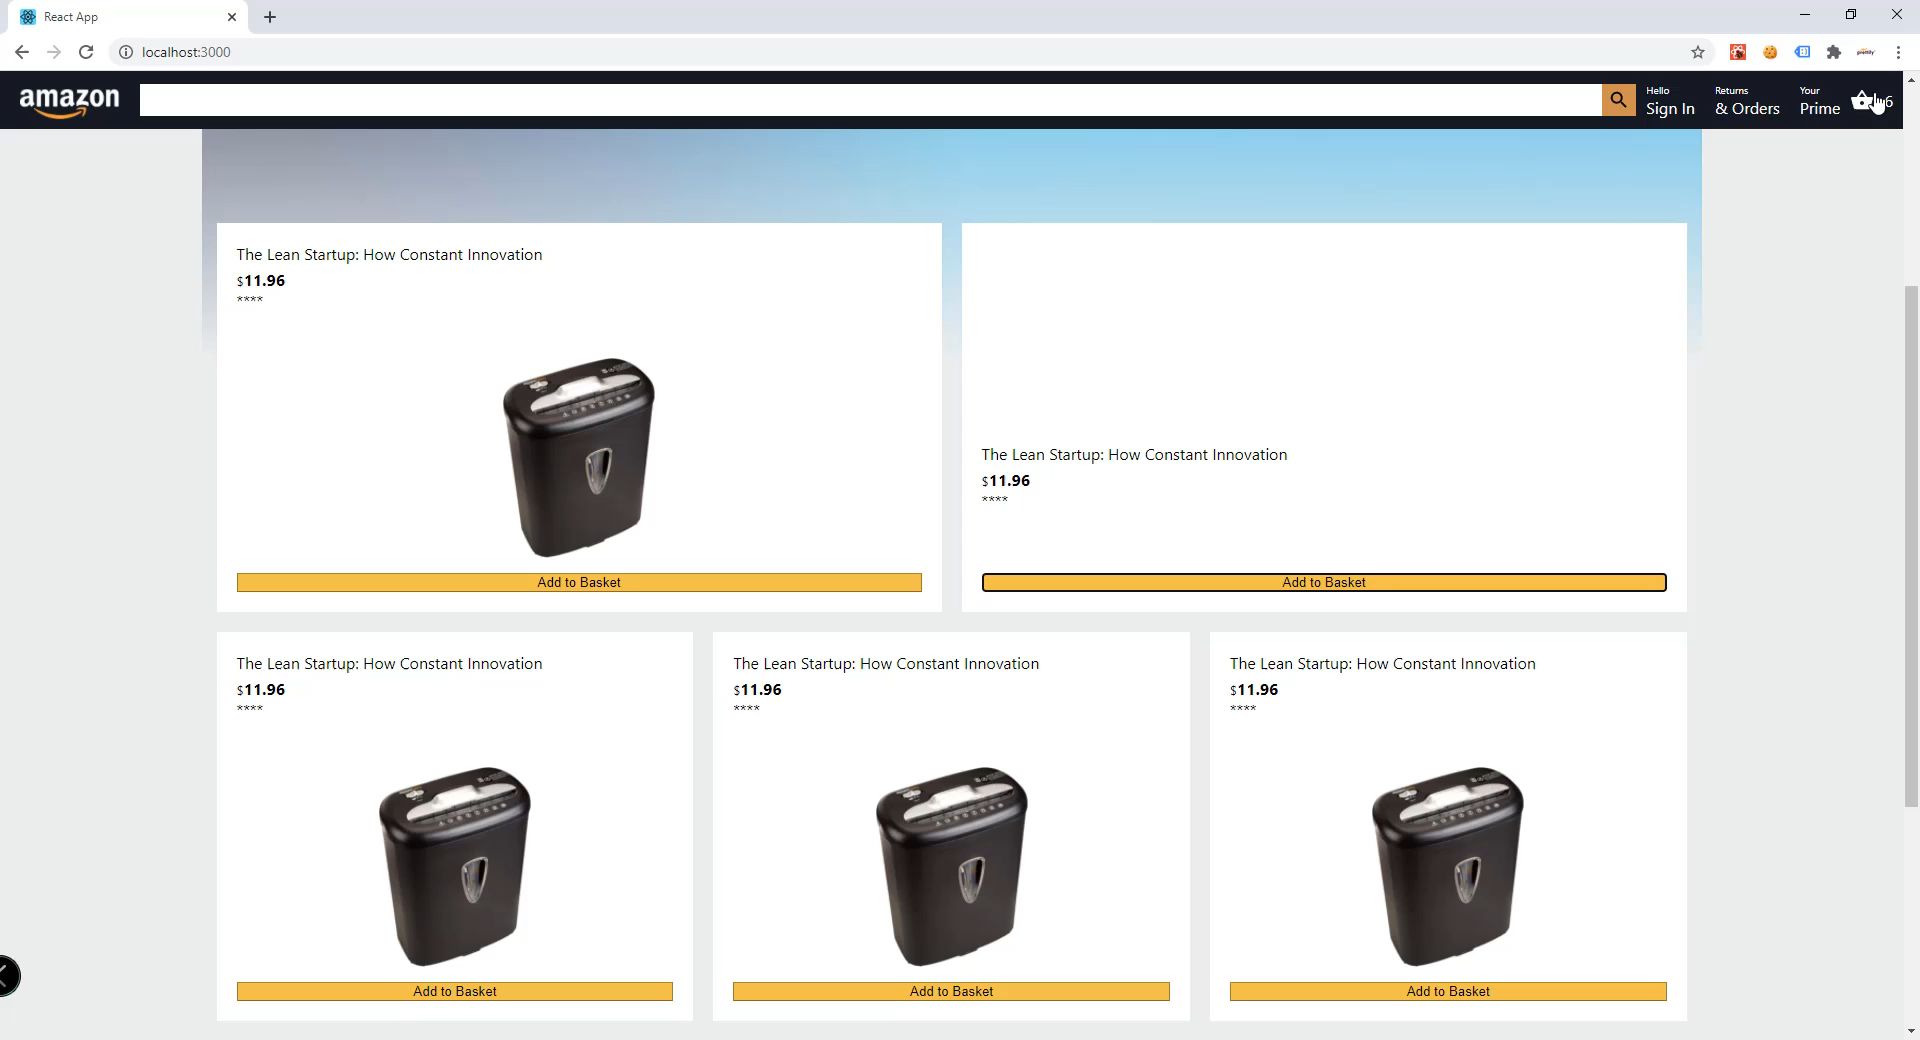 React App
localhost:3000
amazon
Hello
Sign In
Returns
& Orders
Your
Prime
6
The Lean Startup: How Constant Innovation
$11.96
****
Add to Basket
The Lean Startup: How Constant Innovation
$11.96
****
Add to Basket
The Lean Startup: How Constant Innovation
$11.96
****
Add to Basket
The Lean Startup: How Constant Innovation
$11.96
****
Add to Basket
The Lean Startup: How Constant Innovation
$11.96
****
Add to Basket